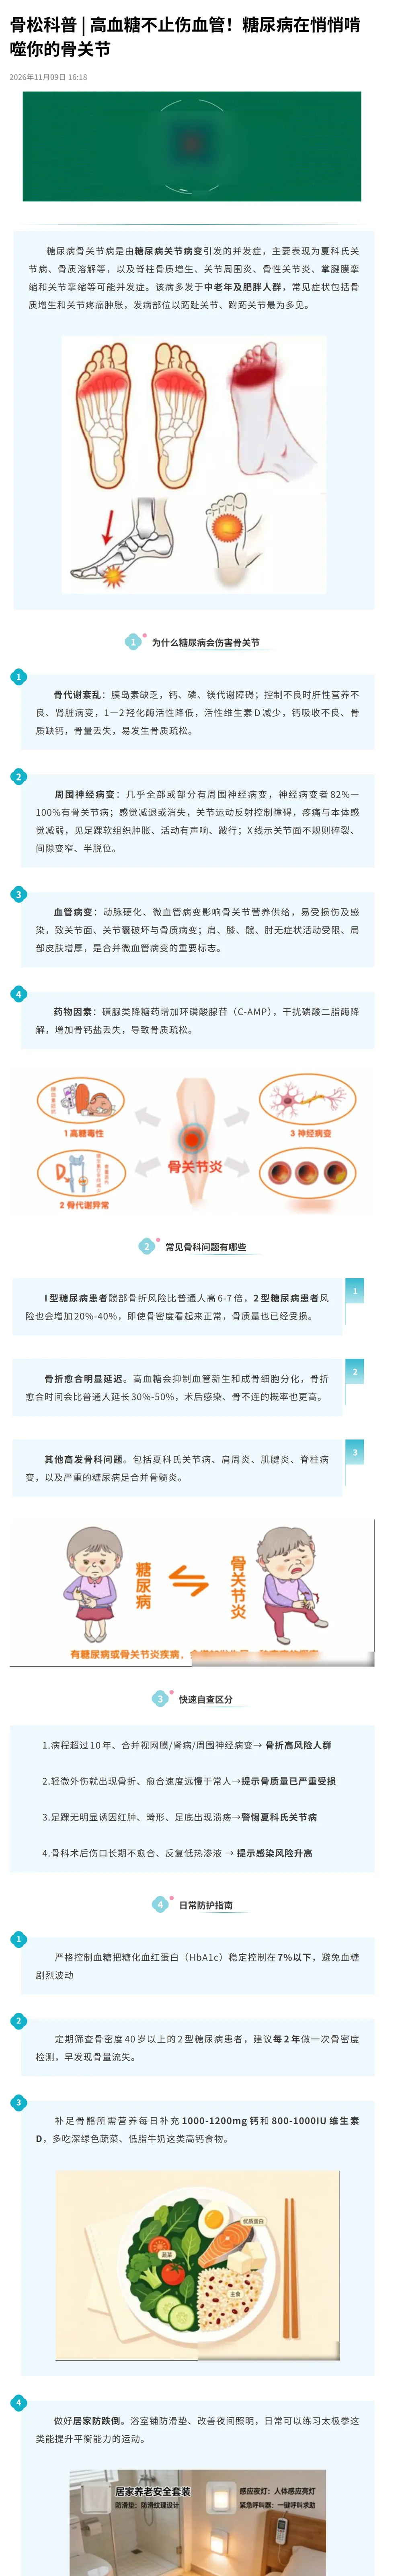 骨松科普 | 高血糖不止伤血管！糖尿病在悄悄啃
噬你的骨关节
2026年11月09日 16:18
糖尿病骨关节病是由糖尿病关节病变引发的并发症，主要表现为夏科氏关
节病、骨质溶解等，以及脊柱骨质增生、关节周围炎、骨性关节炎、掌腱膜挛
缩和关节挛缩等可能并发症。该病多发于中老年及肥胖人群，常见症状包括骨
质增生和关节疼痛肿胀，发病部位以跖趾关节、跗跖关节最为多见。
1
为什么糖尿病会伤害骨关节
1
骨代谢紊乱：胰岛素缺乏，钙、磷、镁代谢障碍；控制不良时肝性营养不
良、肾脏病变，1—2羟化酶活性降低，活性维生素D减少，钙吸收不良、骨
质缺钙，骨量丢失，易发生骨质疏松。
2
周围神经病变：几乎全部或部分有周围神经病变，神经病变者82%—
100%有骨关节病；感觉减退或消失，关节运动反射控制障碍，疼痛与本体感
觉减弱，见足踝软组织肿胀、活动有声响、跛行；X线示关节面不规则碎裂、
间隙变窄、半脱位。
3
血管病变：动脉硬化、微血管病变影响骨关节营养供给，易受损伤及感
染，致关节面、关节囊破坏与骨质病变；肩、膝、髋、肘无症状活动受限、局
部皮肤增厚，是合并微血管病变的重要标志。
4
药物因素：磺脲类降糖药增加环磷酸腺苷（C-AMP），干扰磷酸二脂酶降
解，增加骨钙盐丢失，导致骨质疏松。
1 高糖毒性
3 神经病变
骨关节炎
2 骨代谢异常
2
常见骨科问题有哪些
1
I型糖尿病患者髋部骨折风险比普通人高6-7倍，2型糖尿病患者风
险也会增加20%-40%，即使骨密度看起来正常，骨质量也已经受损。
2
骨折愈合明显延迟。高血糖会抑制血管新生和成骨细胞分化，骨折
愈合时间会比普通人延长30%-50%，术后感染、骨不连的概率也更高。
3
其他高发骨科问题。包括夏科氏关节病、肩周炎、肌腱炎、脊柱病
变，以及严重的糖尿病足合并骨髓炎。
糖尿病
骨关节炎
有糖尿病或骨关节炎疾病，
3
快速自查区分
1.病程超过10年、合并视网膜/肾病/周围神经病变→ 骨折高风险人群
2.轻微外伤就出现骨折、愈合速度远慢于常人→提示骨质量已严重受损
3.足踝无明显诱因红肿、畸形、足底出现溃疡→警惕夏科氏关节病
4.骨科术后伤口长期不愈合、反复低热渗液 → 提示感染风险升高
4
日常防护指南
1
严格控制血糖把糖化血红蛋白（HbA1c）稳定控制在7%以下，避免血糖
剧烈波动
2
定期筛查骨密度40岁以上的2型糖尿病患者，建议每2年做一次骨密度
检测，早发现骨量流失。
3
补足骨骼所需营养每日补充1000-1200mg钙和800-1000IU维生素
D，多吃深绿色蔬菜、低脂牛奶这类高钙食物。
优质蛋白
蔬菜
主食
4
做好居家防跌倒。浴室铺防滑垫、改善夜间照明，日常可以练习太极拳这
类能提升平衡能力的运动。
居家养老安全套装
防滑垫：防滑纹理设计
感应夜灯：人体感应亮灯
紧急呼叫器：一键呼叫求助